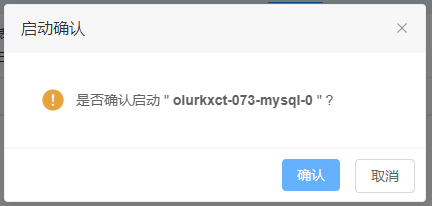 启动确认
是否确认启动 " olurkxct-073-mysql-0 " ?
确认 取消